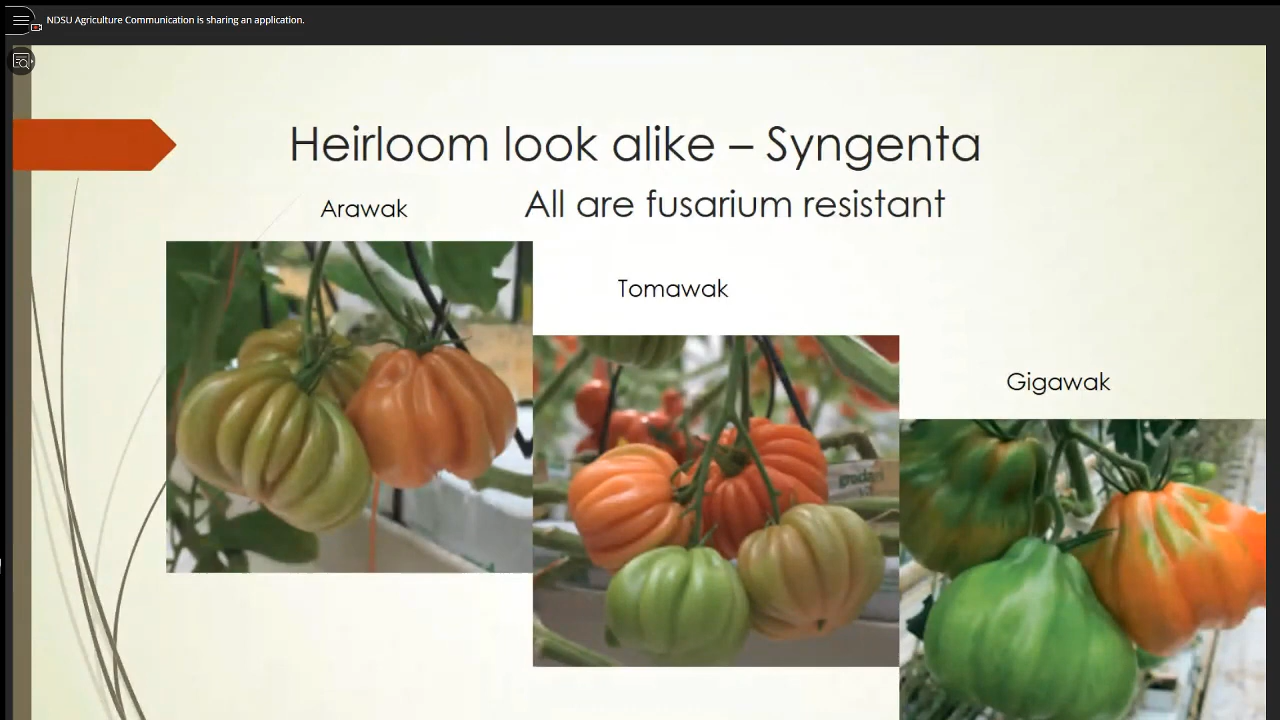 NDSU Agriculture Communication is sharing an application.
Heirloom look alike – Syngenta
Arawak
All are fusarium resistant
Tomawak
Gigawak